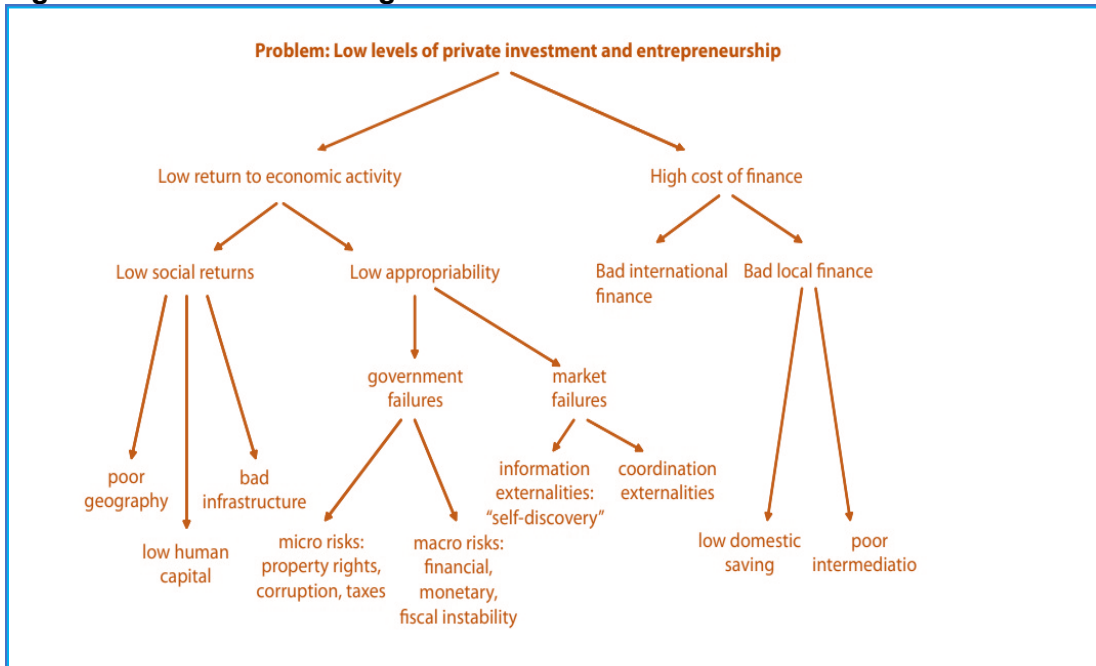 Problem: Low levels of private investment and entrepreneurship
Low return to economic activity
High cost of finance
Low social returns
Low appropriability
Bad international
finance
Bad local finance
government
failures
market
failures
poor
geography
bad
infrastructure
information
externalities:
“self-discovery”
coordination
externalities
low human
capital
micro risks:
property rights,
corruption, taxes
macro risks:
financial,
monetary,
fiscal instability
low domestic
saving
poor
intermediatio